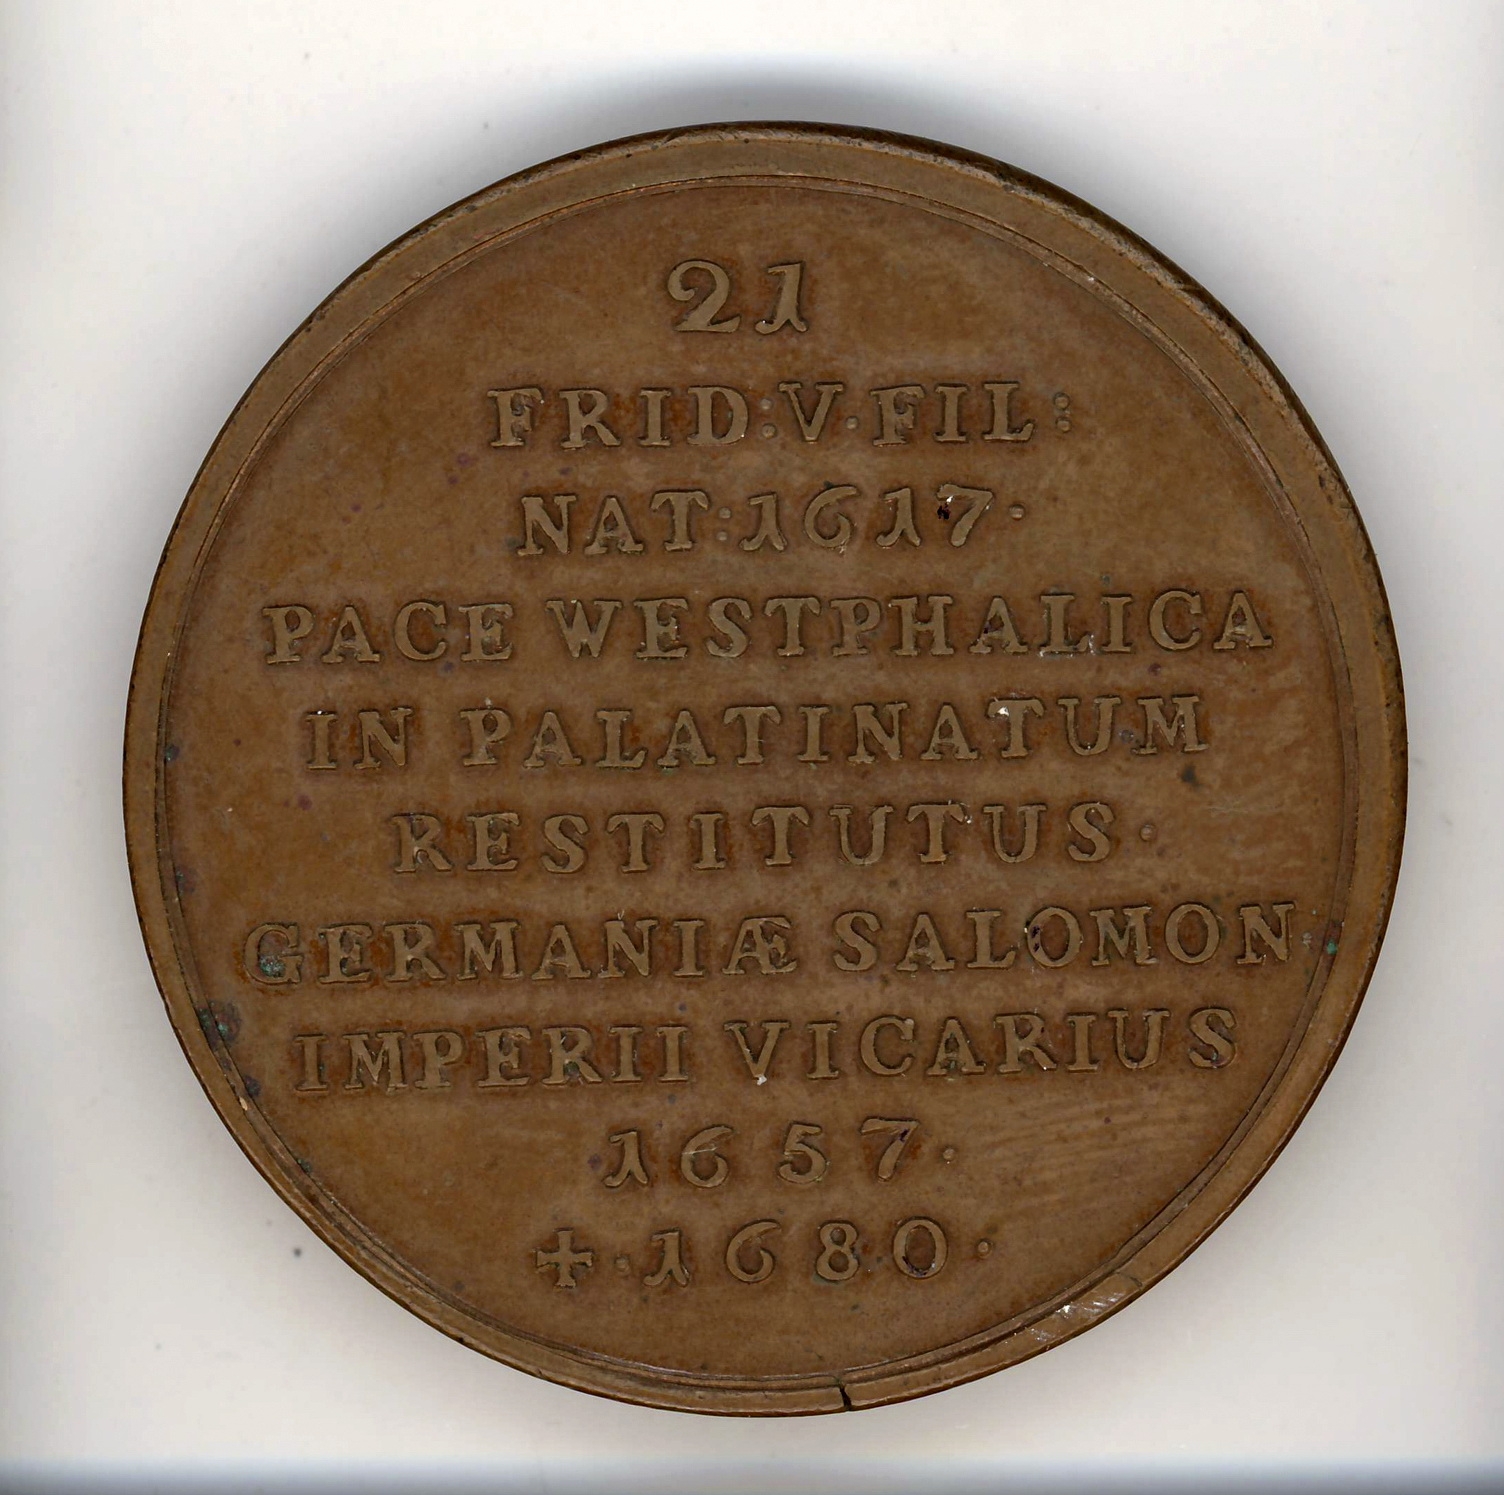 21
FRID:V·FIL:
NAT:1617·
PACE WESTPHALICA
IN PALATINATUM
RESTITUTUS·
GERMANIÆ SALOMON
IMPERII VICARIUS
1657·
✚·1680·